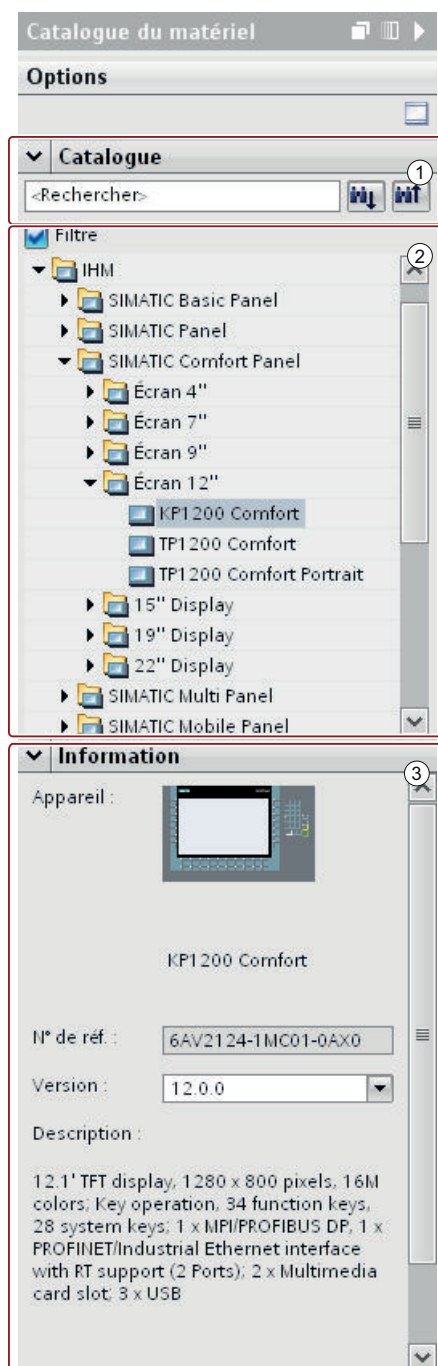 Catalogue du matériel
Options
Catalogue
1
<Rechercher>
Filtre
2
IHM
SIMATIC Basic Panel
SIMATIC Panel
SIMATIC Comfort Panel
Écran 4''
Écran 7''
Écran 9''
Écran 12''
KP1200 Comfort
TP1200 Comfort
TP1200 Comfort Portrait
15'' Display
19'' Display
22'' Display
SIMATIC Multi Panel
SIMATIC Mobile Panel
Information
3
Appareil :
KP1200 Comfort
N° de réf. : 6AV2124-1MC01-0AX0
Version : 12.0.0
Description :
12.1' TFT display, 1280 x 800 pixels, 16M
colors; Key operation, 34 function keys,
28 system keys; 1 x MPI/PROFIBUS DP, 1 x
PROFINET/Industrial Ethernet interface
with RT support (2 Ports); 2 x Multimedia
card slot; 3 x USB